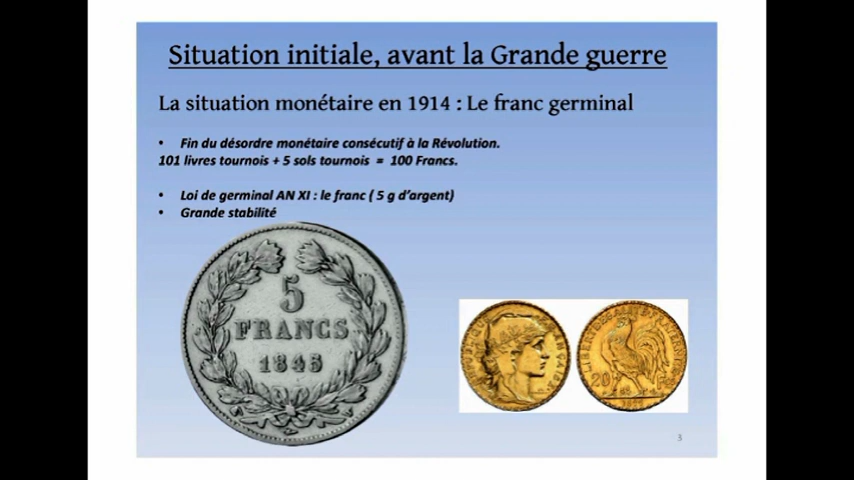 Situation initiale, avant la Grande guerre
La situation monétaire en 1914 : Le franc germinal
• Fin du désordre monétaire consécutif à la Révolution.
101 livres tournois + 5 sols tournois = 100 Francs.
• Loi de germinal AN XI : le franc ( 5 g d'argent)
• Grande stabilité
5
FRANCS
1845
20 Fcs
3